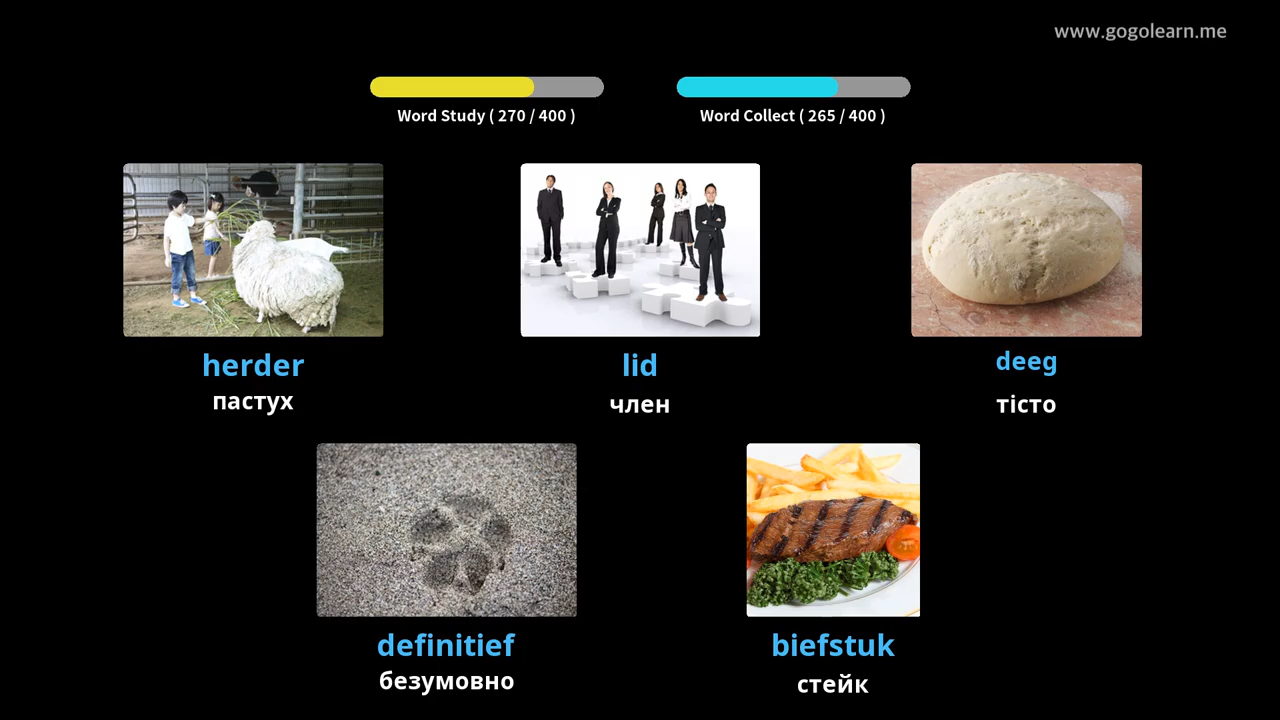 www.gogolearn.me
Word Study ( 270 / 400 )
Word Collect ( 265 / 400 )
herder
пастух
lid
член
deeg
тісто
definitief
безумовно
biefstuk
стейк